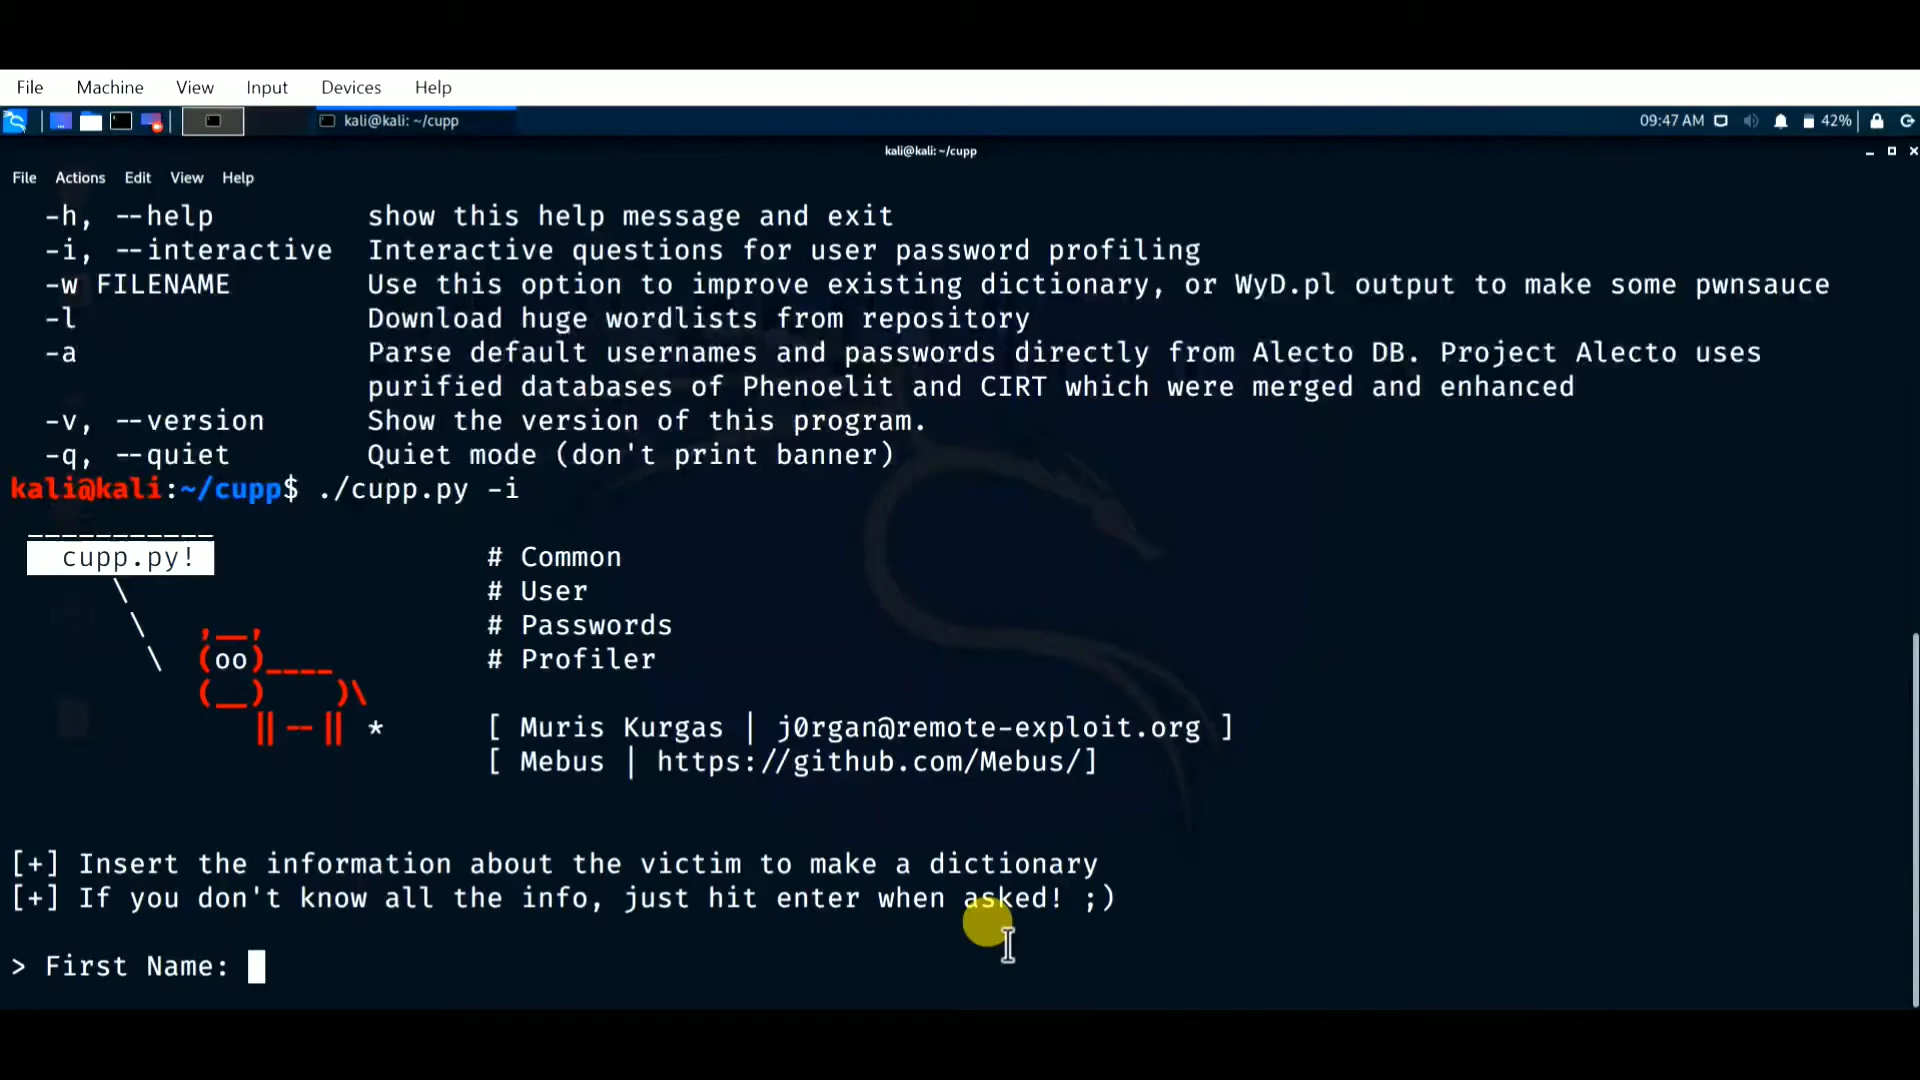 File Machine View Input Devices Help
kali@kali: ~/cupp 09:47 AM 42%
kali@kali: ~/cupp
File Actions Edit View Help
-h, --help show this help message and exit
-i, --interactive Interactive questions for user password profiling
-w FILENAME Use this option to improve existing dictionary, or WyD.pl output to make some pwnsauce
-l Download huge wordlists from repository
-a Parse default usernames and passwords directly from Alecto DB. Project Alecto uses
purified databases of Phenoelit and CIRT which were merged and enhanced
-v, --version Show the version of this program.
-q, --quiet Quiet mode (don't print banner)
kali@kali:~/cupp$ ./cupp.py -i
___________
cupp.py! # Common
\ # User
\ ,__, # Passwords
\ (oo)____ # Profiler
(__) )\
||--|| * [ Muris Kurgas | j0rgan@remote-exploit.org ]
[ Mebus | https://github.com/Mebus/]
[+] Insert the information about the victim to make a dictionary
[+] If you don't know all the info, just hit enter when asked! ;)
> First Name: